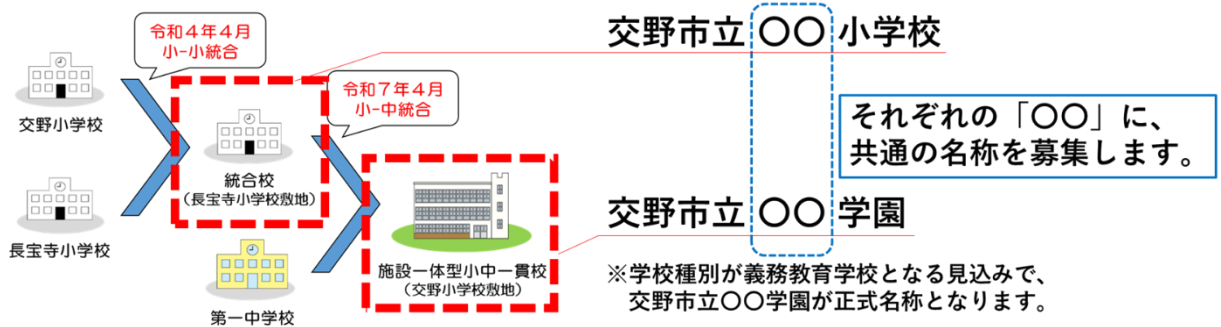 令和４年４月
小-小統合
交野市立 〇〇 小学校
令和７年４月
小-中統合
交野小学校
それぞれの「〇〇」に、
共通の名称を募集します。
統合校
（長宝寺小学校敷地）
長宝寺小学校
交野市立 〇〇 学園
施設一体型小中一貫校
（交野小学校敷地）
第一中学校
※学校種別が義務教育学校となる見込みで、
交野市立〇〇学園が正式名称となります。